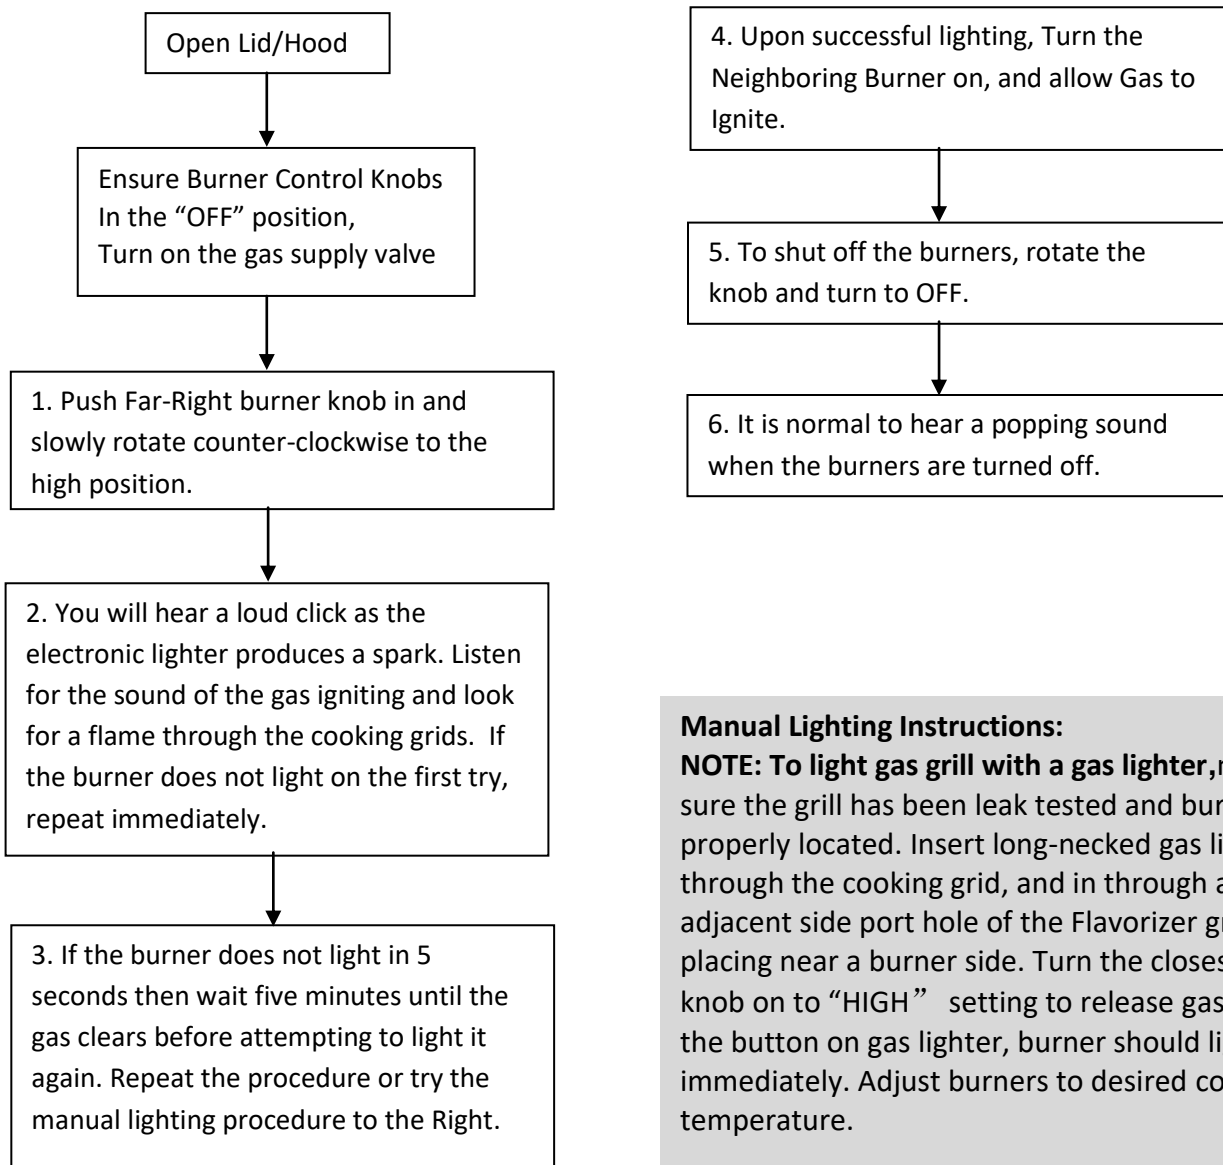 Open Lid/Hood
Ensure Burner Control Knobs
In the “OFF” position,
Turn on the gas supply valve
1. Push Far-Right burner knob in and
slowly rotate counter-clockwise to the
high position.
2. You will hear a loud click as the
electronic lighter produces a spark. Listen
for the sound of the gas igniting and look
for a flame through the cooking grids.  If
the burner does not light on the first try,
repeat immediately.
3. If the burner does not light in 5
seconds then wait five minutes until the
gas clears before attempting to light it
again. Repeat the procedure or try the
manual lighting procedure to the Right.
4. Upon successful lighting, Turn the
Neighboring Burner on, and allow Gas to
Ignite.
5. To shut off the burners, rotate the
knob and turn to OFF.
6. It is normal to hear a popping sound
when the burners are turned off.
Manual Lighting Instructions:
NOTE: To light gas grill with a gas lighter,
sure the grill has been leak tested and
properly located. Insert long-necked gas
through the cooking grid, and in through
adjacent side port hole of the Flavorizer
placing near a burner side. Turn the
knob on to “HIGH” setting to release gas
the button on gas lighter, burner should
immediately. Adjust burners to desired
temperature.